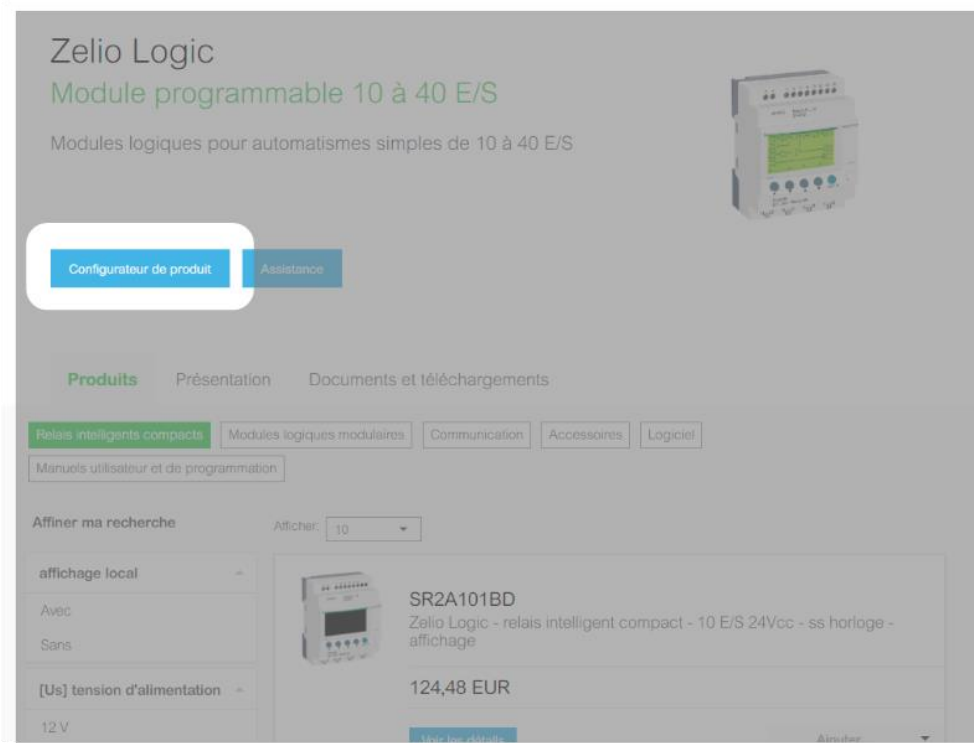 Zelio Logic
Module programmable 10 à 40 E/S
Modules logiques pour automatismes simples de 10 à 40 E/S
Configurateur de produit
Assistance
Produits Présentation Documents et téléchargements
Relais intelligents compacts Modules logiques modulaires Communication Accessoires Logiciel
Manuels utilisateur et de programmation
Affiner ma recherche
Afficher: 10
affichage local
Avec
Sans
SR2A101BD
Zelio Logic - relais intelligent compact - 10 E/S 24Vcc - ss horloge -
affichage
[Us] tension d'alimentation
124,48 EUR
12 V
Voir les détails
Ajouter